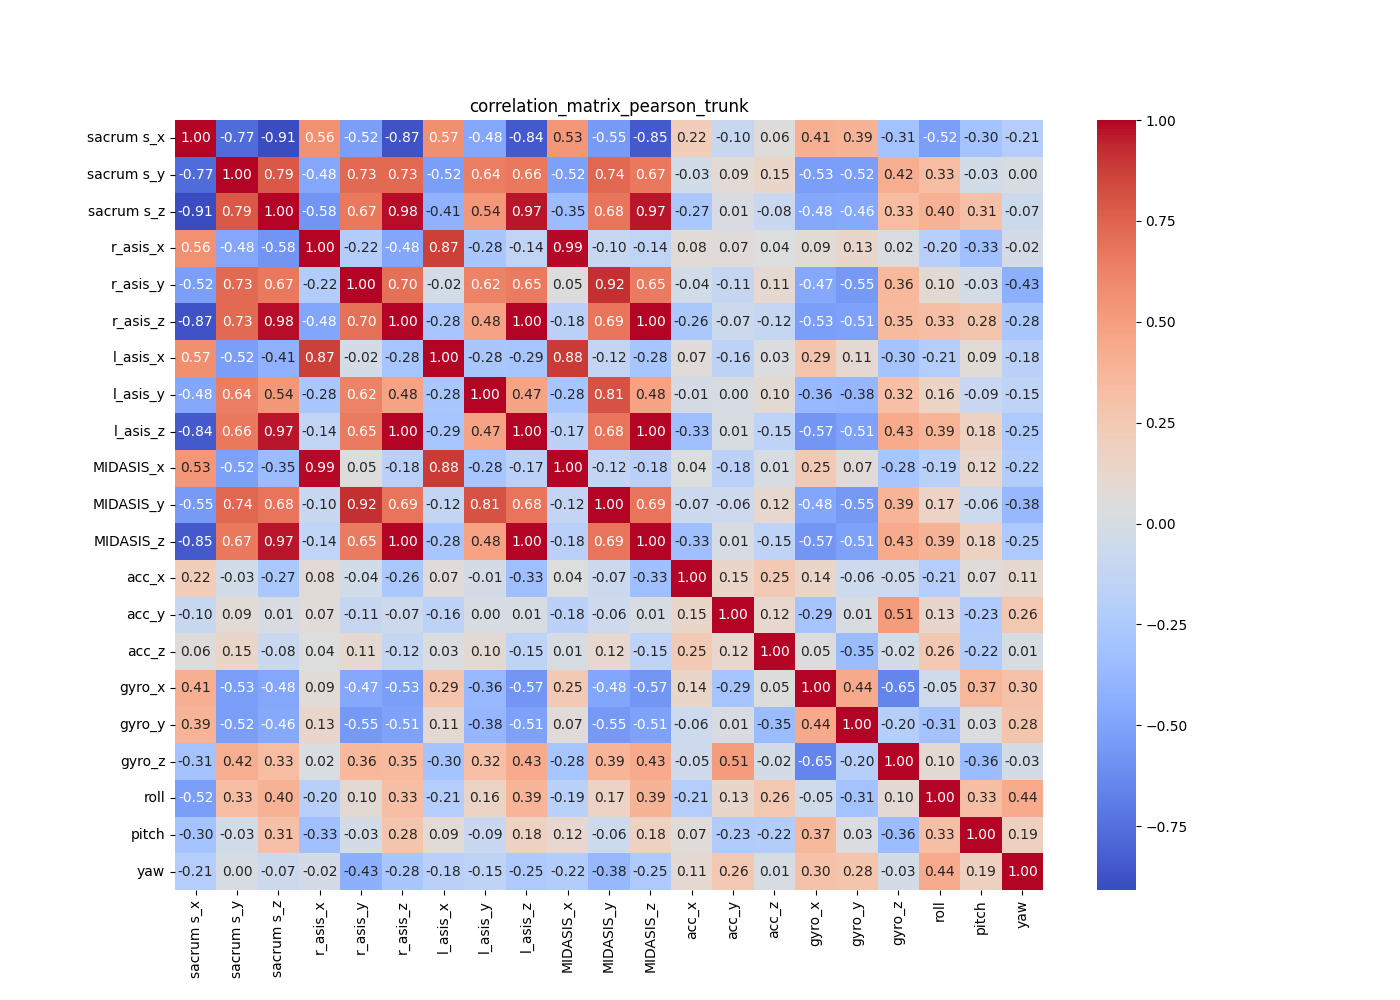 correlation_matrix_pearson_trunk
sacrum s_x 1.00 -0.77 -0.91 0.56 -0.52 -0.87 0.57 -0.48 -0.84 0.53 -0.55 -0.85 0.22 -0.10 0.06 0.41 0.39 -0.31 -0.52 -0.30 -0.21
sacrum s_y -0.77 1.00 0.79 -0.48 0.73 0.73 -0.52 0.64 0.66 -0.52 0.74 0.67 -0.03 0.09 0.15 -0.53 -0.52 0.42 0.33 -0.03 0.00
sacrum s_z -0.91 0.79 1.00 -0.58 0.67 0.98 -0.41 0.54 0.97 -0.35 0.68 0.97 -0.27 0.01 -0.08 -0.48 -0.46 0.33 0.40 0.31 -0.07
r_asis_x 0.56 -0.48 -0.58 1.00 -0.22 -0.48 0.87 -0.28 -0.14 0.99 -0.10 -0.14 0.08 0.07 0.04 0.09 0.13 0.02 -0.20 -0.33 -0.02
r_asis_y -0.52 0.73 0.67 -0.22 1.00 0.70 -0.02 0.62 0.65 0.05 0.92 0.65 -0.04 -0.11 0.11 -0.47 -0.55 0.36 0.10 -0.03 -0.43
r_asis_z -0.87 0.73 0.98 -0.48 0.70 1.00 -0.28 0.48 1.00 -0.18 0.69 1.00 -0.26 -0.07 -0.12 -0.53 -0.51 0.35 0.33 0.28 -0.28
l_asis_x 0.57 -0.52 -0.41 0.87 -0.02 -0.28 1.00 -0.28 -0.29 0.88 -0.12 -0.28 0.07 -0.16 0.03 0.29 0.11 -0.30 -0.21 0.09 -0.18
l_asis_y -0.48 0.64 0.54 -0.28 0.62 0.48 -0.28 1.00 0.47 -0.28 0.81 0.48 -0.01 0.00 0.10 -0.36 -0.38 0.32 0.16 -0.09 -0.15
l_asis_z -0.84 0.66 0.97 -0.14 0.65 1.00 -0.29 0.47 1.00 -0.17 0.68 1.00 -0.33 0.01 -0.15 -0.57 -0.51 0.43 0.39 0.18 -0.25
MIDASIS_x 0.53 -0.52 -0.35 0.99 0.05 -0.18 0.88 -0.28 -0.17 1.00 -0.12 -0.18 0.04 -0.18 0.01 0.25 0.07 -0.28 -0.19 0.12 -0.22
MIDASIS_y -0.55 0.74 0.68 -0.10 0.92 0.69 -0.12 0.81 0.68 -0.12 1.00 0.69 -0.07 -0.06 0.12 -0.48 -0.55 0.39 0.17 -0.06 -0.38
MIDASIS_z -0.85 0.67 0.97 -0.14 0.65 1.00 -0.28 0.48 1.00 -0.18 0.69 1.00 -0.33 0.01 -0.15 -0.57 -0.51 0.43 0.39 0.18 -0.25
acc_x 0.22 -0.03 -0.27 0.08 -0.04 -0.26 0.07 -0.01 -0.33 0.04 -0.07 -0.33 1.00 0.15 0.25 0.14 -0.06 -0.05 -0.21 0.07 0.11
acc_y -0.10 0.09 0.01 0.07 -0.11 -0.07 -0.16 0.00 0.01 -0.18 -0.06 0.01 0.15 1.00 0.12 -0.29 0.01 0.51 0.13 -0.23 0.26
acc_z 0.06 0.15 -0.08 0.04 0.11 -0.12 0.03 0.10 -0.15 0.01 0.12 -0.15 0.25 0.12 1.00 0.05 -0.35 -0.02 0.26 -0.22 0.01
gyro_x 0.41 -0.53 -0.48 0.09 -0.47 -0.53 0.29 -0.36 -0.57 0.25 -0.48 -0.57 0.14 -0.29 0.05 1.00 0.44 -0.65 -0.05 0.37 0.30
gyro_y 0.39 -0.52 -0.46 0.13 -0.55 -0.51 0.11 -0.38 -0.51 0.07 -0.55 -0.51 -0.06 0.01 -0.35 0.44 1.00 -0.20 -0.31 0.03 0.28
gyro_z -0.31 0.42 0.33 0.02 0.36 0.35 -0.30 0.32 0.43 -0.28 0.39 0.43 -0.05 0.51 -0.02 -0.65 -0.20 1.00 0.10 -0.36 -0.03
roll -0.52 0.33 0.40 -0.20 0.10 0.33 -0.21 0.16 0.39 -0.19 0.17 0.39 -0.21 0.13 0.26 -0.05 -0.31 0.10 1.00 0.33 0.44
pitch -0.30 -0.03 0.31 -0.33 -0.03 0.28 0.09 -0.09 0.18 0.12 -0.06 0.18 0.07 -0.23 -0.22 0.37 0.03 -0.36 0.33 1.00 0.19
yaw -0.21 0.00 -0.07 -0.02 -0.43 -0.28 -0.18 -0.15 -0.25 -0.22 -0.38 -0.25 0.11 0.26 0.01 0.30 0.28 -0.03 0.44 0.19 1.00
sacrum s_x
sacrum s_y
sacrum s_z
r_asis_x
r_asis_y
r_asis_z
l_asis_x
l_asis_y
l_asis_z
MIDASIS_x
MIDASIS_y
MIDASIS_z
acc_x
acc_y
acc_z
gyro_x
gyro_y
gyro_z
roll
pitch
yaw
1.00
0.75
0.50
0.25
0.00
−0.25
−0.50
−0.75